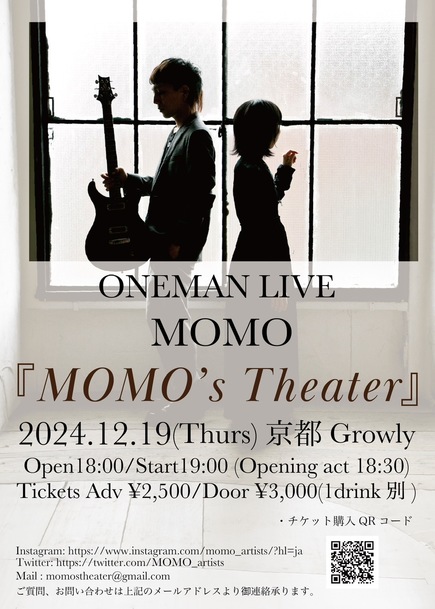 ONEMAN LIVE
MOMO
『MOMO's Theater』
2024.12.19(Thurs) 京都 Growly
Open18:00/Start19:00 (Opening act 18:30)
Tickets Adv ¥2,500/Door ¥3,000(1drink 別 )
・チケット購入 QR コード
Instagram: https://www.instagram.com/momo_artists/?hl=ja
Twitter: https://twitter.com/MOMO_artists
Mail : momostheater@gmail.com
ご質問、お問い合わせは上記のメールアドレスより御連絡承ります。